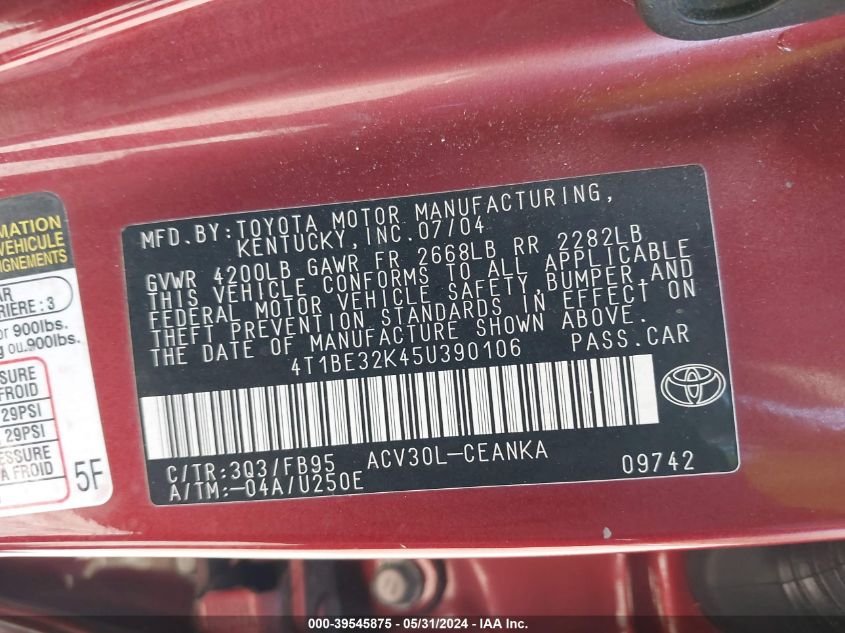 MFD. BY: TOYOTA MOTOR MANUFACTURING,
KENTUCKY, INC. 07/04
GVWR 4200LB GAWR FR 2668LB RR 2282LB
THIS VEHICLE CONFORMS TO ALL APPLICABLE
FEDERAL MOTOR VEHICLE SAFETY, BUMPER, AND
THEFT PREVENTION STANDARDS IN EFFECT ON
THE DATE OF MANUFACTURE SHOWN ABOVE.
4T1BE32K45U390106 PASS. CAR
C/TR: 3Q3/FB95 ACV30L-CEANKA
A/TM: -04A/U250E 09742
MATION
VEHICULE
IGNEMENTS
AR
RIÈRE : 3
or 900lbs.
ou.900lbs.
SSURE
FROID
29PSI
29PSI
ESSURE
A FROID
5F
000-39545875 - 05/31/2024 - IAA Inc.